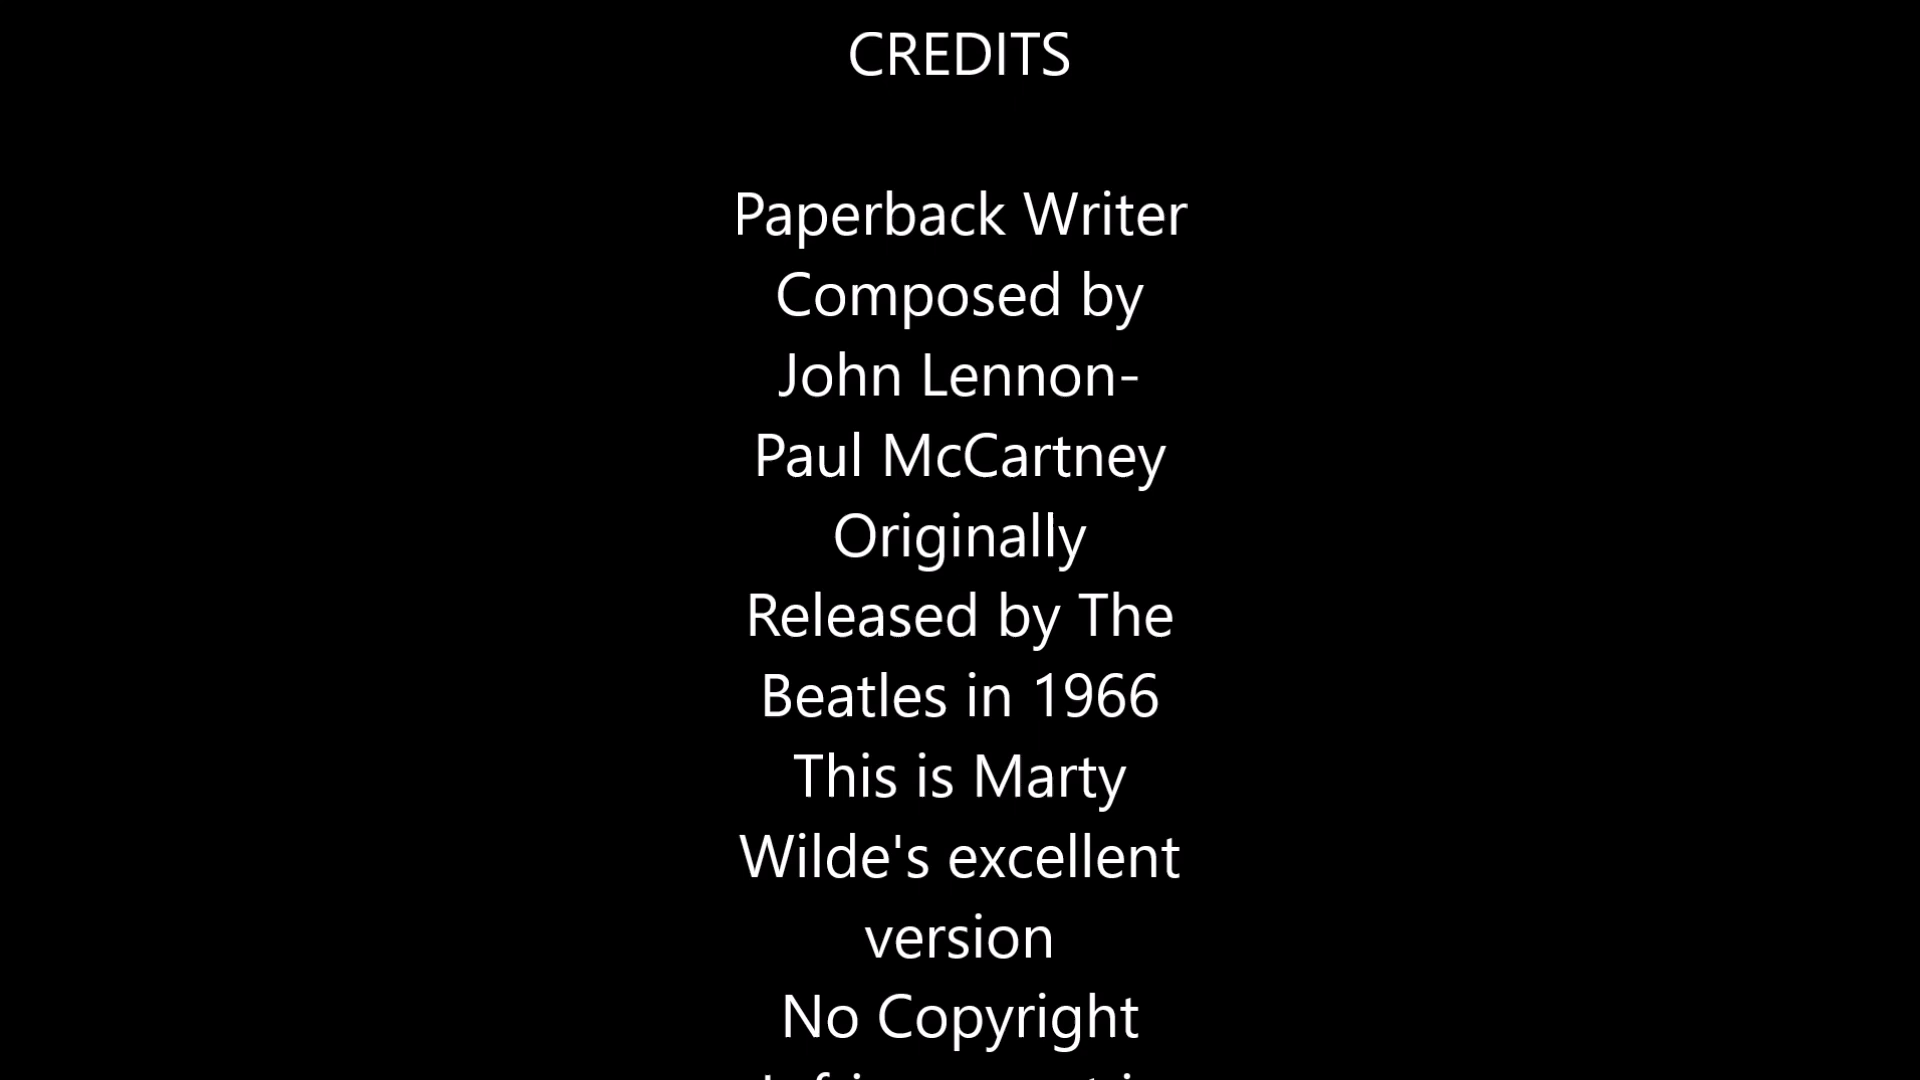 CREDITS
Paperback Writer
Composed by
John Lennon-
Paul McCartney
Originally
Released by The
Beatles in 1966
This is Marty
Wilde's excellent
version
No Copyright